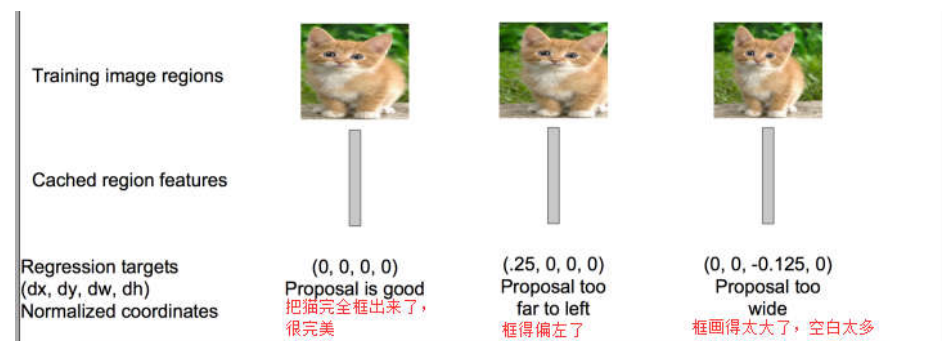 Training image regions
Cached region features
Regression targets
(dx, dy, dw, dh)
Normalized coordinates
(0, 0, 0, 0)
Proposal is good
把猫完全框出来了，
很完美
(.25, 0, 0, 0)
Proposal too
far to left
框得偏左了
(0, 0, -0.125, 0)
Proposal too
wide
框画得太大了，空白太多